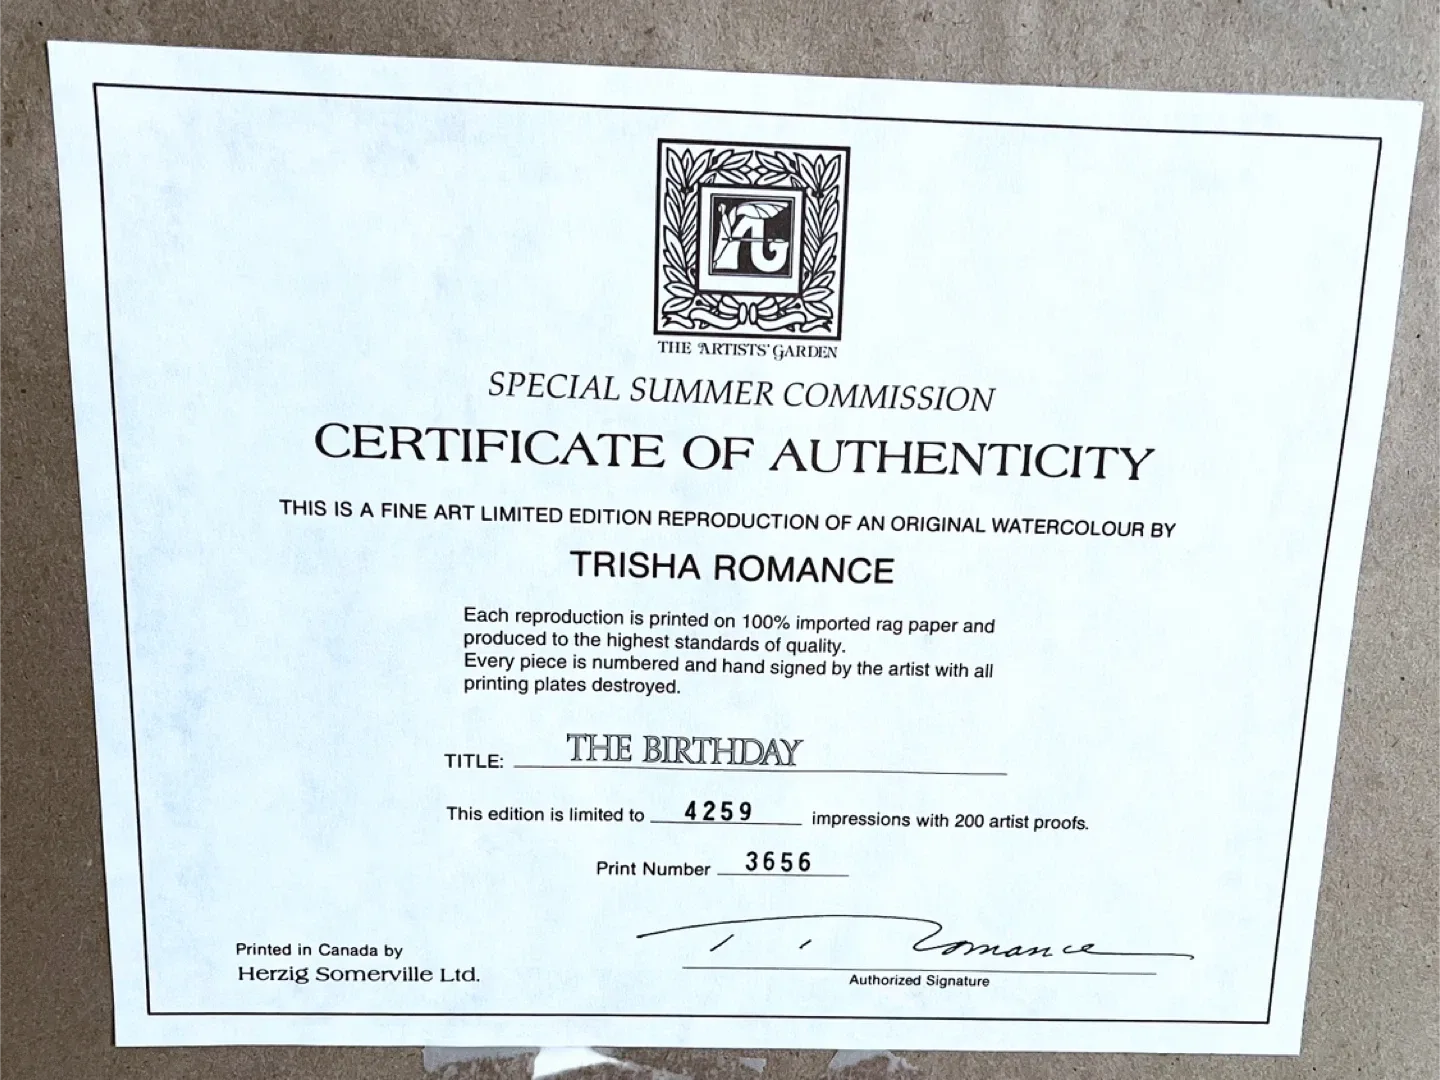 AG
THE ARTISTS' GARDEN
SPECIAL SUMMER COMMISSION
CERTIFICATE OF AUTHENTICITY
THIS IS A FINE ART LIMITED EDITION REPRODUCTION OF AN ORIGINAL WATERCOLOUR BY
TRISHA ROMANCE
Each reproduction is printed on 100% imported rag paper and
produced to the highest standards of quality.
Every piece is numbered and hand signed by the artist with all
printing plates destroyed.
TITLE: THE BIRTHDAY
This edition is limited to 4259 impressions with 200 artist proofs.
Print Number 3656
T. Romance
Authorized Signature
Printed in Canada by
Herzig Somerville Ltd.